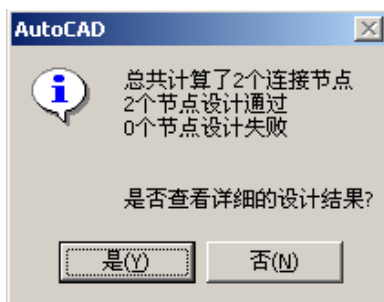 AutoCAD
总共计算了2个连接节点
2个节点设计通过
0个节点设计失败
是否查看详细的设计结果?
是(Y)
否(N)